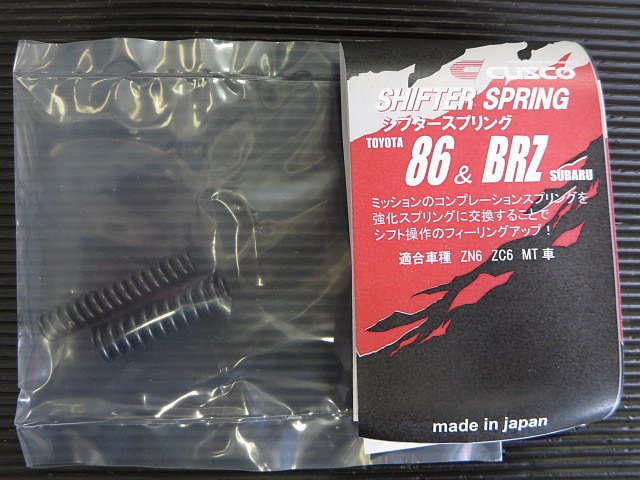 CUSCO
SHIFTER SPRING
シフタースプリング
TOYOTA 86 & BRZ SUBARU
ミッションのコンプレーションスプリングを
強化スプリングに交換することで
シフト操作のフィーリングアップ！
適合車種 ZN6 ZC6 MT車
made in japan